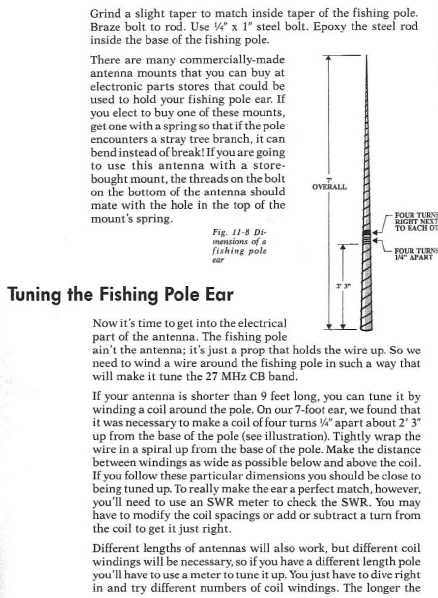 Grind a slight taper to match inside taper of the fishing pole.
Braze bolt to rod. Use ¼" x 1" steel bolt. Epoxy the steel rod
inside the base of the fishing pole.
There are many commercially-made
antenna mounts that you can buy at
electronic parts stores that could be
used to hold your fishing pole ear. If
you elect to buy one of these mounts,
get one with a spring so that if the pole
encounters a stray tree branch, it can
bend instead of break! If you are going
to use this antenna with a store-
bought mount, the threads on the bolt
on the bottom of the antenna should
mate with the hole in the top of the
mount's spring.
Fig. 11-8 Di-
mensions of a
fishing pole
ear
7'
OVERALL
FOUR TURNS
RIGHT NEXT
TO EACH OT
FOUR TURNS
1/4" APART
2' 3"
Tuning the Fishing Pole Ear
Now it's time to get into the electrical
part of the antenna. The fishing pole
ain't the antenna; it's just a prop that holds the wire up. So we
need to wind a wire around the fishing pole in such a way that
will make it tune the 27 MHz CB band.
If your antenna is shorter than 9 feet long, you can tune it by
winding a coil around the pole. On our 7-foot ear, we found that
it was necessary to make a coil of four turns ¼" apart about 2' 3"
up from the base of the pole (see illustration). Tightly wrap the
wire in a spiral up from the base of the pole. Make the distance
between windings as wide as possible below and above the coil.
If you follow these particular dimensions you should be close to
being tuned up. To really make the ear a perfect match, however,
you'll need to use an SWR meter to check the SWR. You may
have to modify the coil spacings or add or subtract a turn from
the coil to get it just right.
Different lengths of antennas will also work, but different coil
windings will be necessary, so if you have a different length pole
you'll have to use a meter to tune it up. You just have to dive right
in and try different numbers of coil windings. The longer the